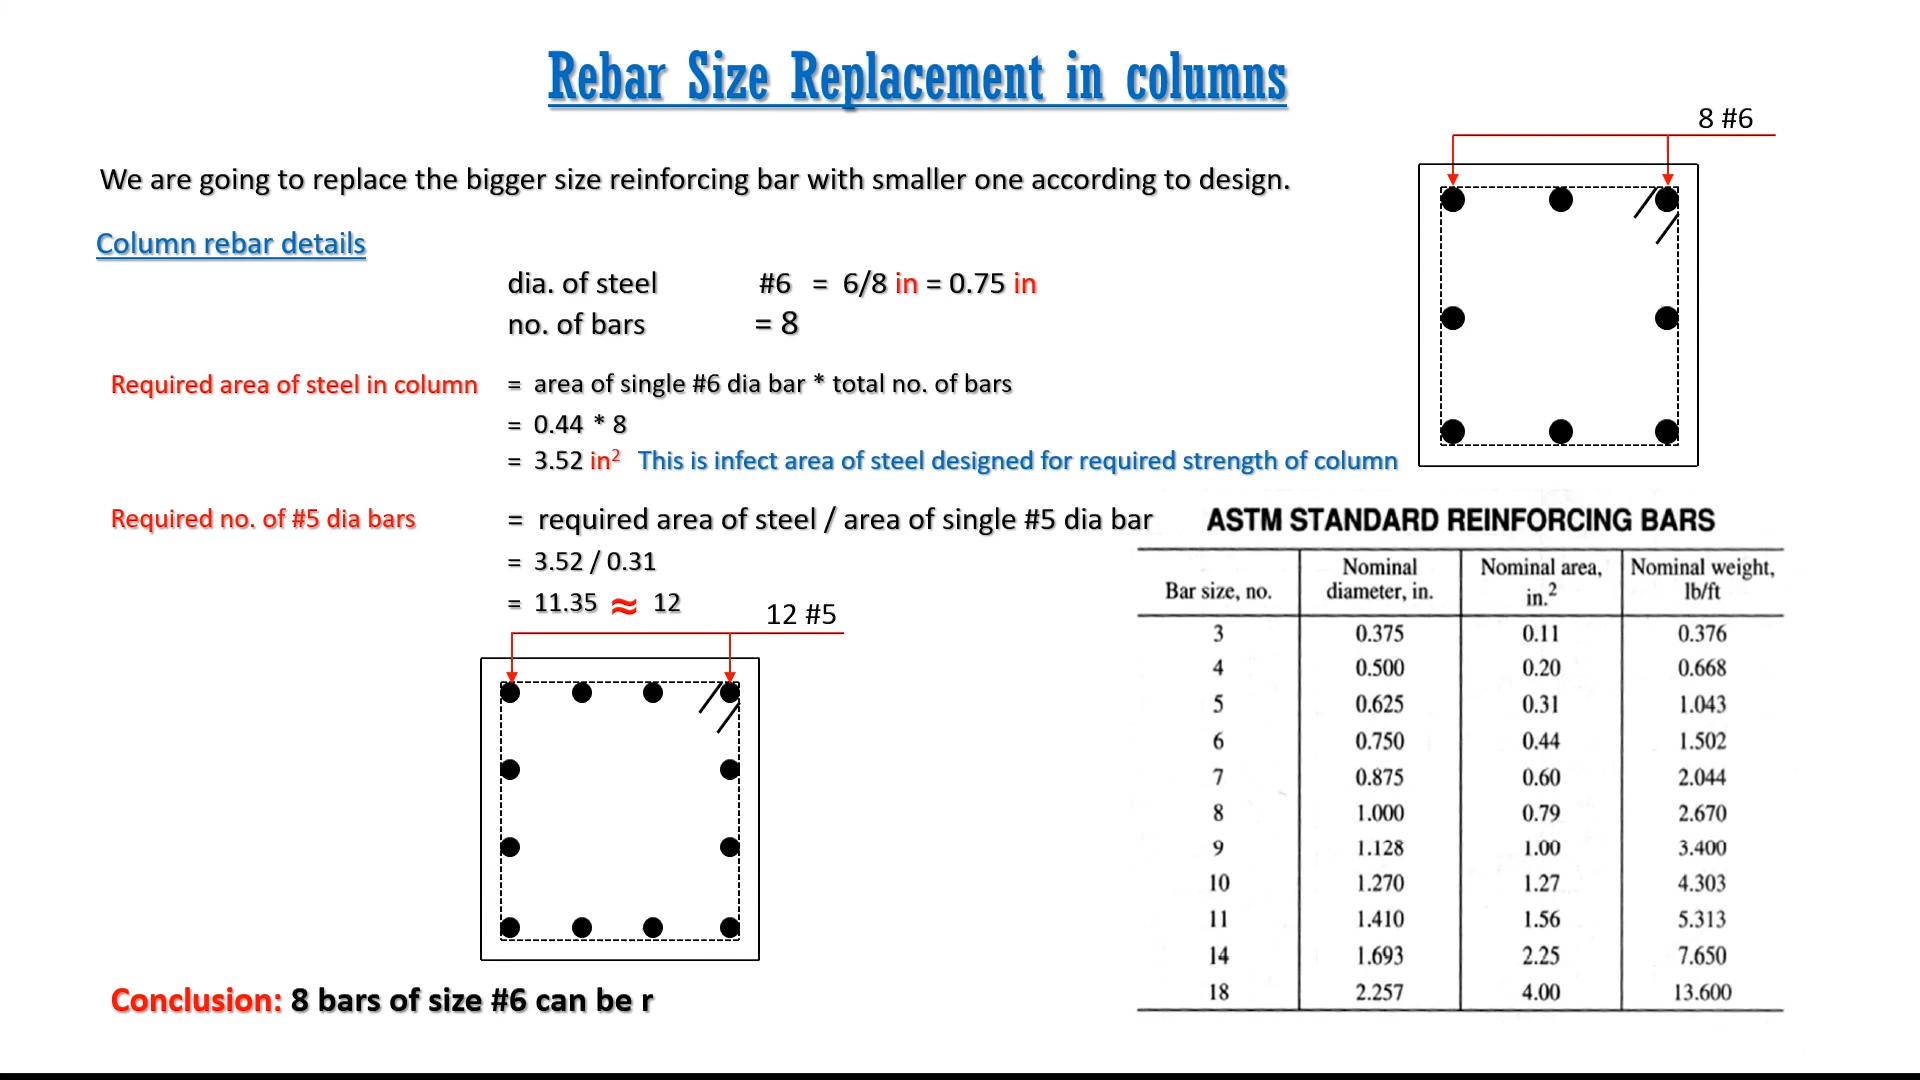 Rebar Size Replacement in columns
8 #6
We are going to replace the bigger size reinforcing bar with smaller one according to design.
Column rebar details
dia. of steel #6 = 6/8 in = 0.75 in
no. of bars = 8
Required area of steel in column = area of single #6 dia bar * total no. of bars
= 0.44 * 8
= 3.52 in² This is infect area of steel designed for required strength of column
Required no. of #5 dia bars = required area of steel / area of single #5 dia bar
= 3.52 / 0.31
= 11.35 ≈ 12
12 #5
ASTM STANDARD REINFORCING BARS
Bar size, no. Nominal diameter, in. Nominal area, in.² Nominal weight, lb/ft
3 0.375 0.11 0.376
4 0.500 0.20 0.668
5 0.625 0.31 1.043
6 0.750 0.44 1.502
7 0.875 0.60 2.044
8 1.000 0.79 2.670
9 1.128 1.00 3.400
10 1.270 1.27 4.303
11 1.410 1.56 5.313
14 1.693 2.25 7.650
18 2.257 4.00 13.600
Conclusion: 8 bars of size #6 can be r